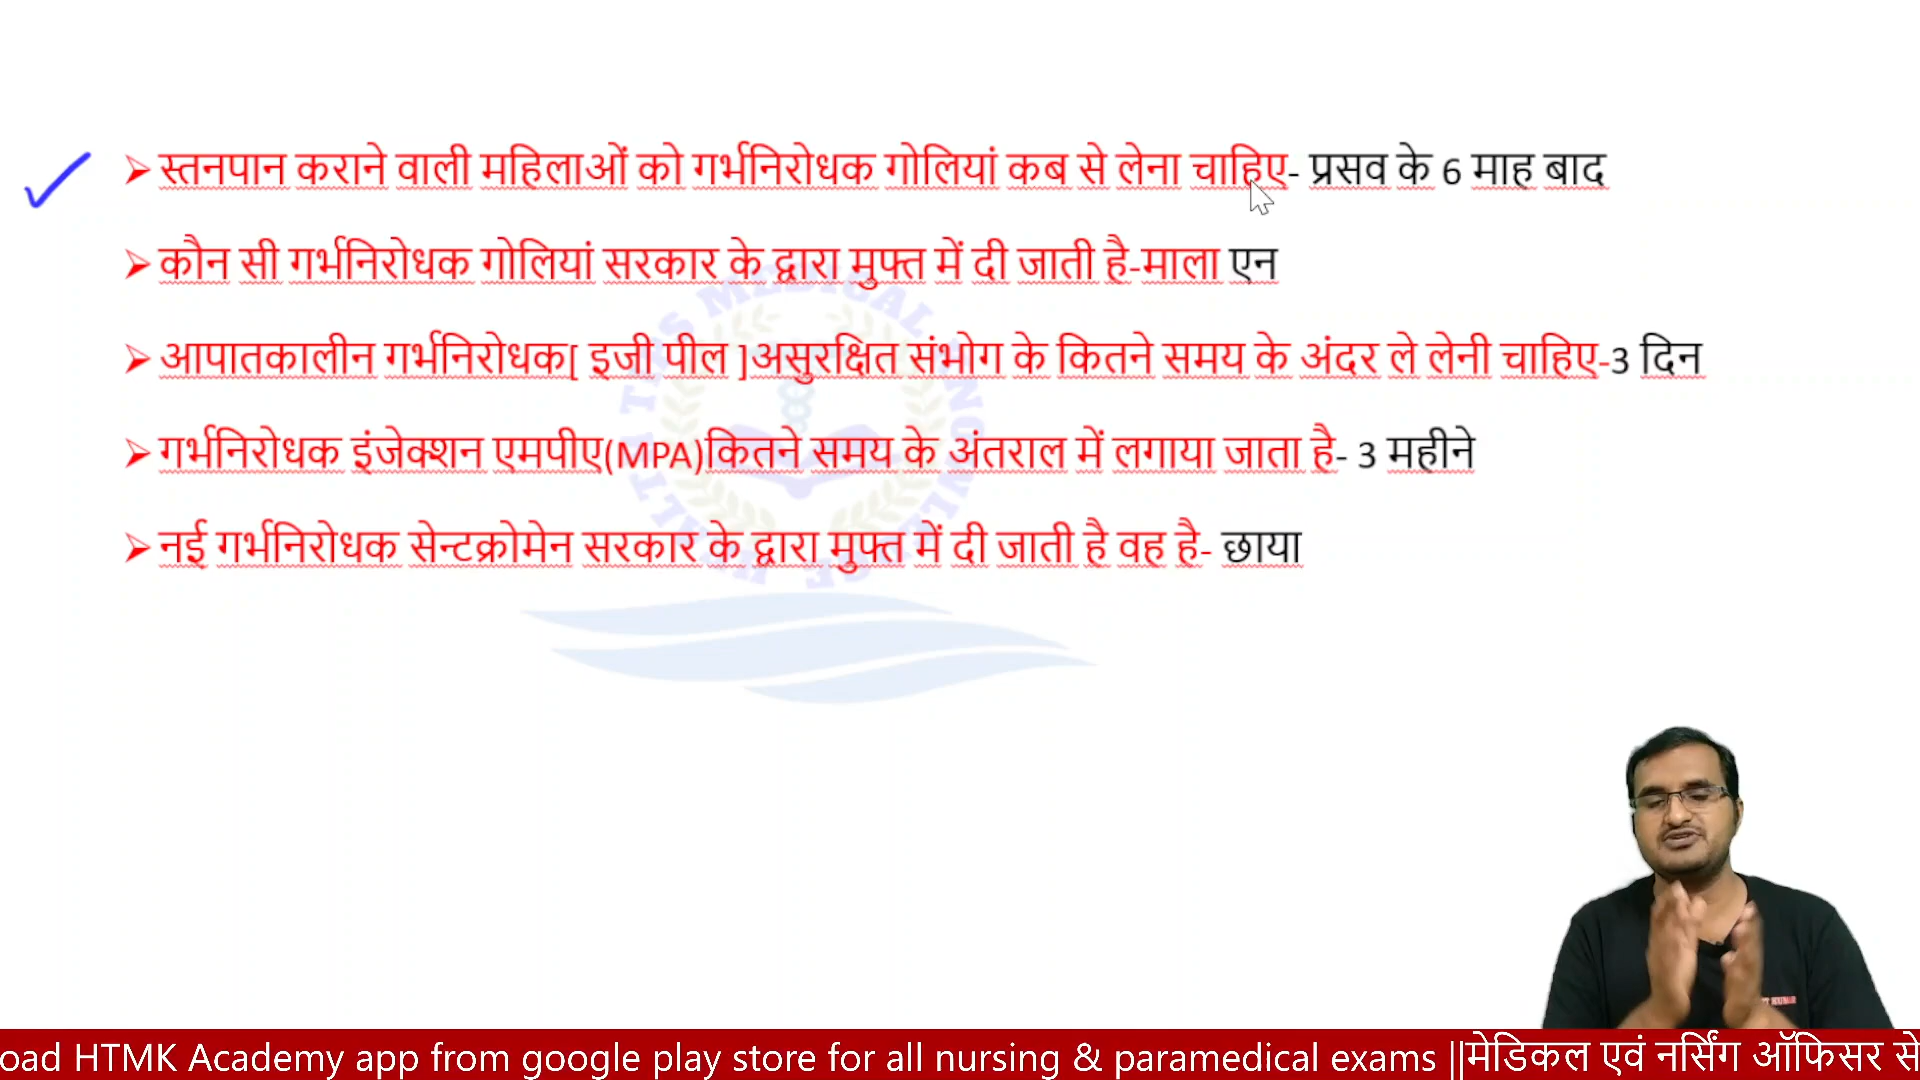 स्तनपान कराने वाली महिलाओं को गर्भनिरोधक गोलियां कब से लेना चाहिए- प्रसव के 6 माह बाद
कौन सी गर्भनिरोधक गोलियां सरकार के द्वारा मुफ्त में दी जाती है-माला एन
आपातकालीन गर्भनिरोधक[ इजी पील ]असुरक्षित संभोग के कितने समय के अंदर ले लेनी चाहिए-3 दिन
गर्भनिरोधक इंजेक्शन एमपीए(MPA)कितने समय के अंतराल में लगाया जाता है- 3 महीने
नई गर्भनिरोधक सेन्टक्रोमेन सरकार के द्वारा मुफ्त में दी जाती है वह है- छाया
oad HTMK Academy app from google play store for all nursing & paramedical exams ||मेडिकल एवं नर्सिंग ऑफिसर से